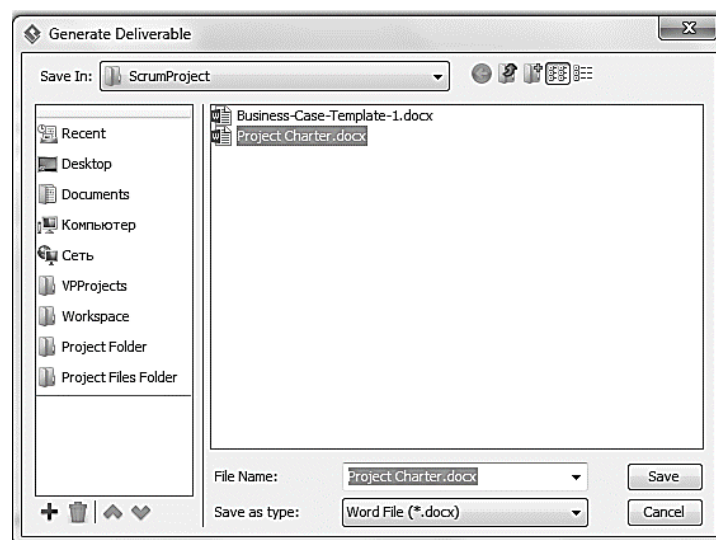 Generate Deliverable
Save In: ScrumProject
Recent
Desktop
Documents
Компьютер
Сеть
VPProjects
Workspace
Project Folder
Project Files Folder
Business-Case-Template-1.docx
Project Charter.docx
File Name: Project Charter.docx
Save
Save as type: Word File (*.docx)
Cancel